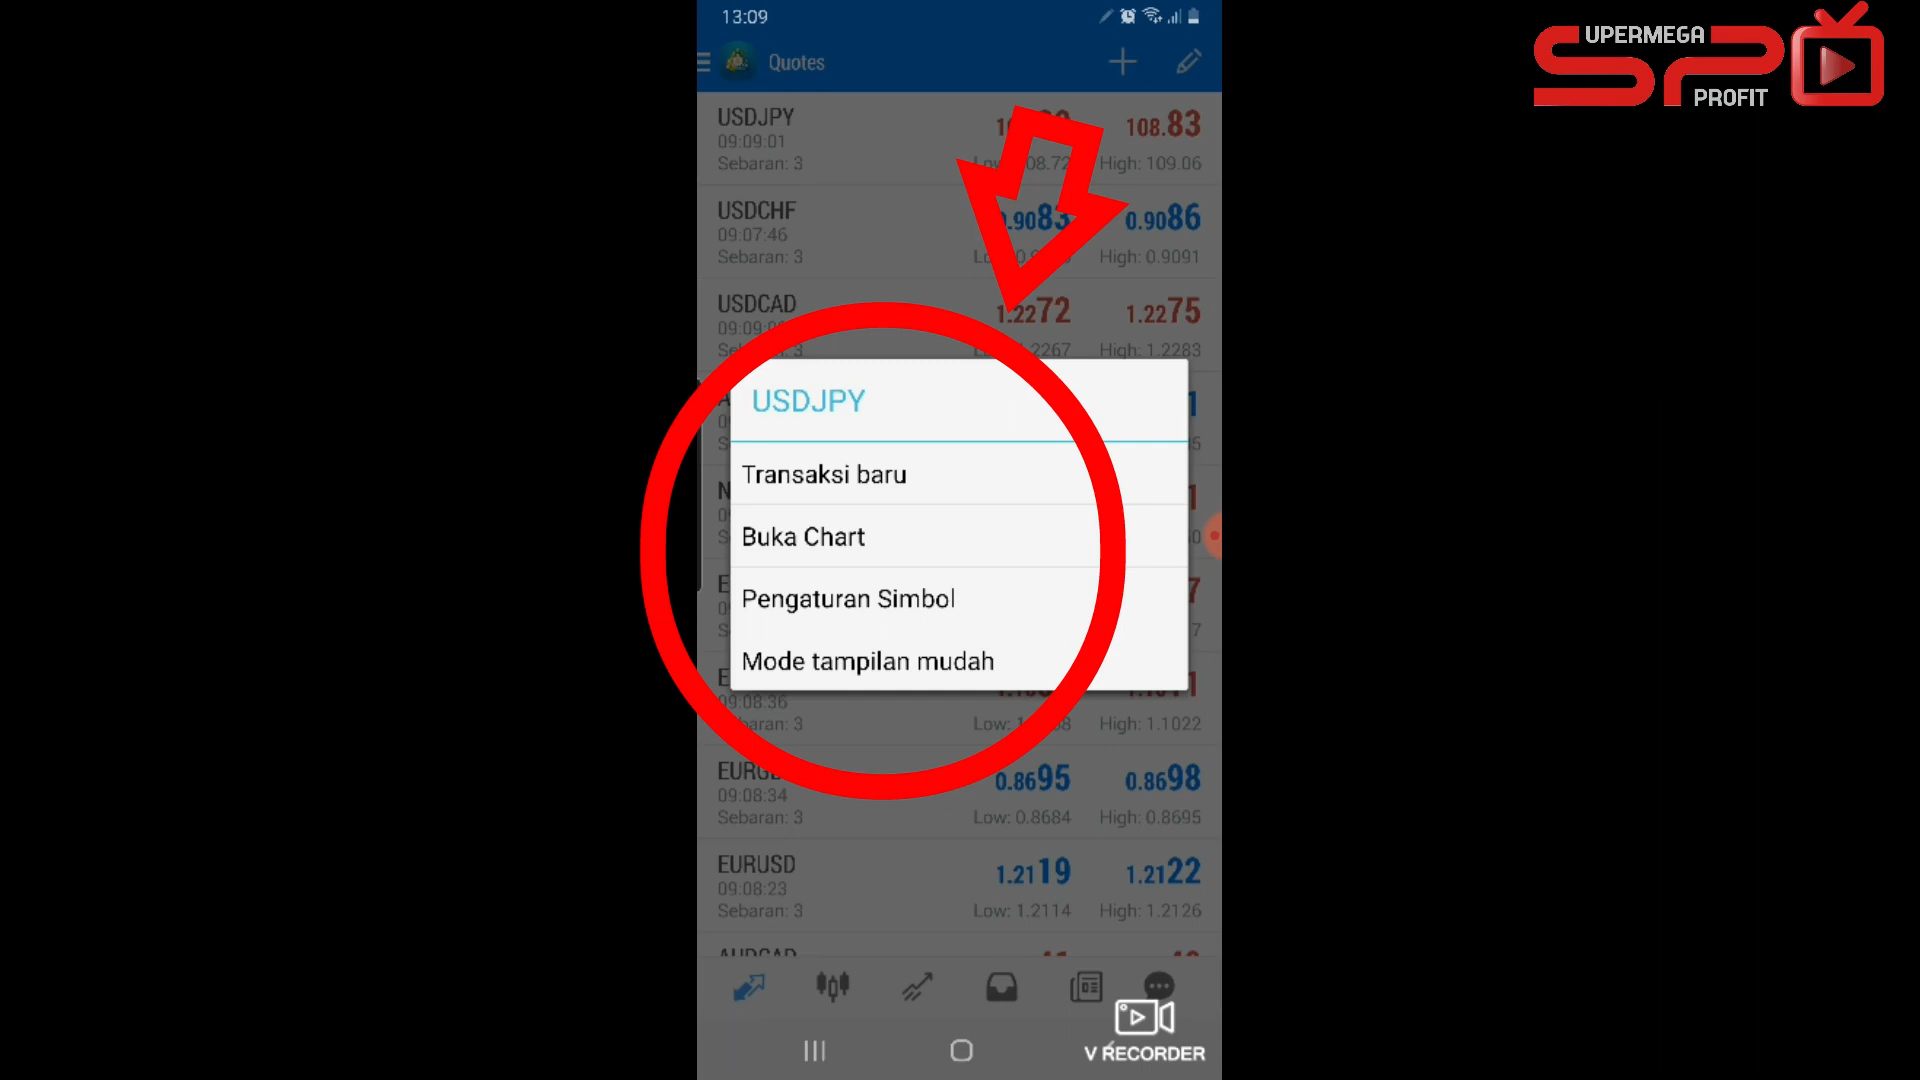 13:09
UPERMEGA
SP
PROFIT
Quotes
USDJPY
108.83
09:09:01
Sebaran: 3
High: 109.06
USDCHF
0.9086
09:07:46
Sebaran: 3
High: 0.9091
USDCAD
1.2272 1.2275
High: 1.2283
USDJPY
Transaksi baru
Buka Chart
Pengaturan Simbol
Mode tampilan mudah
09:08:36
Sebaran: 3
High: 1.1022
0.8695 0.8698
09:08:34
Sebaran: 3
Low: 0.8684 High: 0.8695
EURUSD
1.2119 1.2122
09:08:23
Sebaran: 3
Low: 1.2114 High: 1.2126
V RECORDER